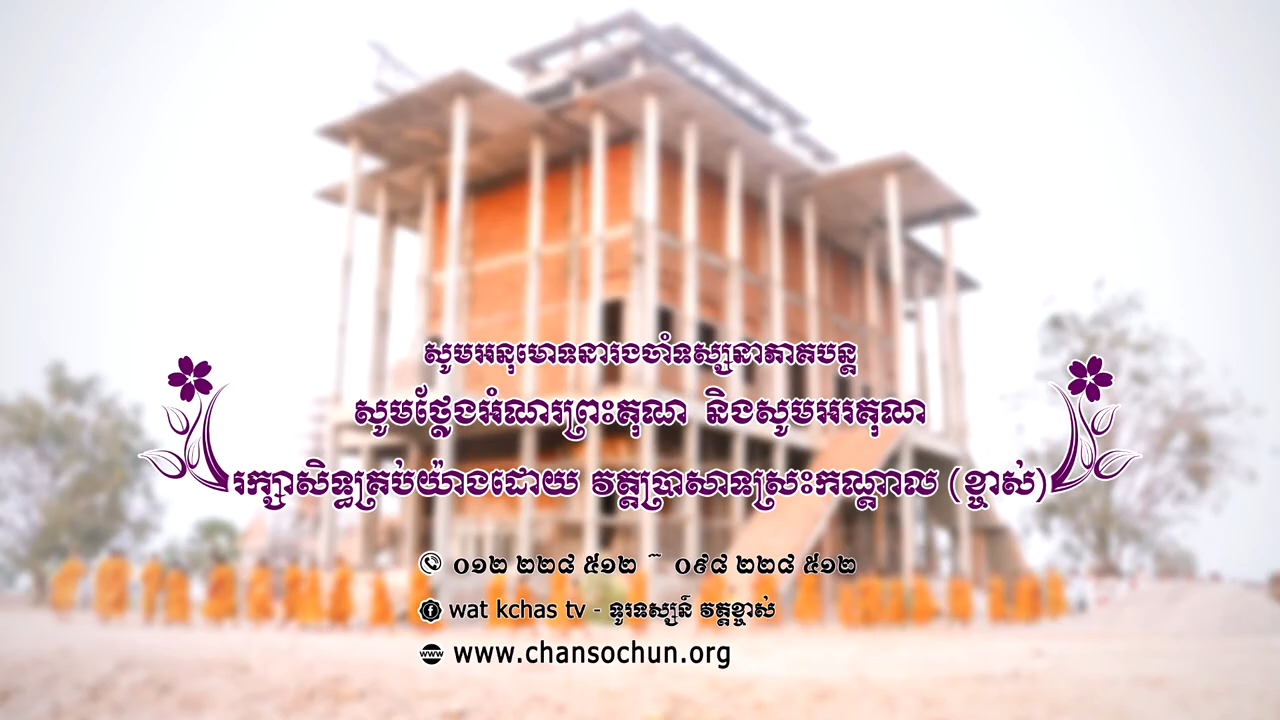 សូមអនុមោទនារងចាំទស្សនាភាគបន្ត
សូមថ្លែងអំណរព្រះគុណ និងសូមអរគុណ
រក្សាសិទ្ធគ្រប់យ៉ាងដោយ វត្តប្រាសាទស្រះកណ្តាល (ខ្ចាស់)
០១២ ២២៨ ៥១២ ~ ០៩៨ ២២៨ ៥១២
wat kchas tv - ទូរទស្សន៍ វត្តខ្ចាស់
www.chansochun.org